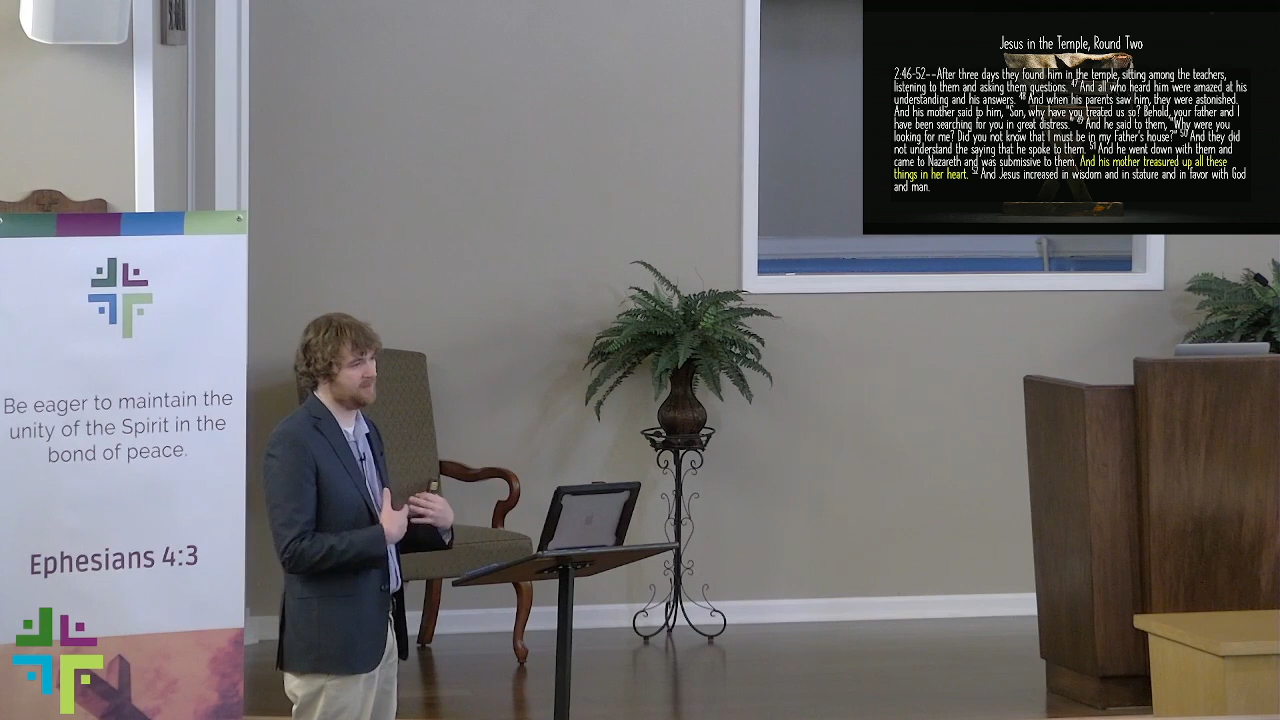 Jesus in the Temple, Round Two
2:46-52--After three days they found him in the temple, sitting among the teachers,
listening to them and asking them questions. 47 And all who heard him were amazed at his
understanding and his answers. 48 And when his parents saw him, they were astonished.
And his mother said to him, "Son, why have you treated us so? Behold, your father and I
have been searching for you in great distress." 49 And he said to them, "Why were you
looking for me? Did you not know that I must be in my Father's house?" 50 And they did
not understand the saying that he spoke to them. 51 And he went down with them and
came to Nazareth and was submissive to them. And his mother treasured up all these
things in her heart. 52 And Jesus increased in wisdom and in stature and in favor with God
and man.
Be eager to maintain the
unity of the Spirit in the
bond of peace.
Ephesians 4:3